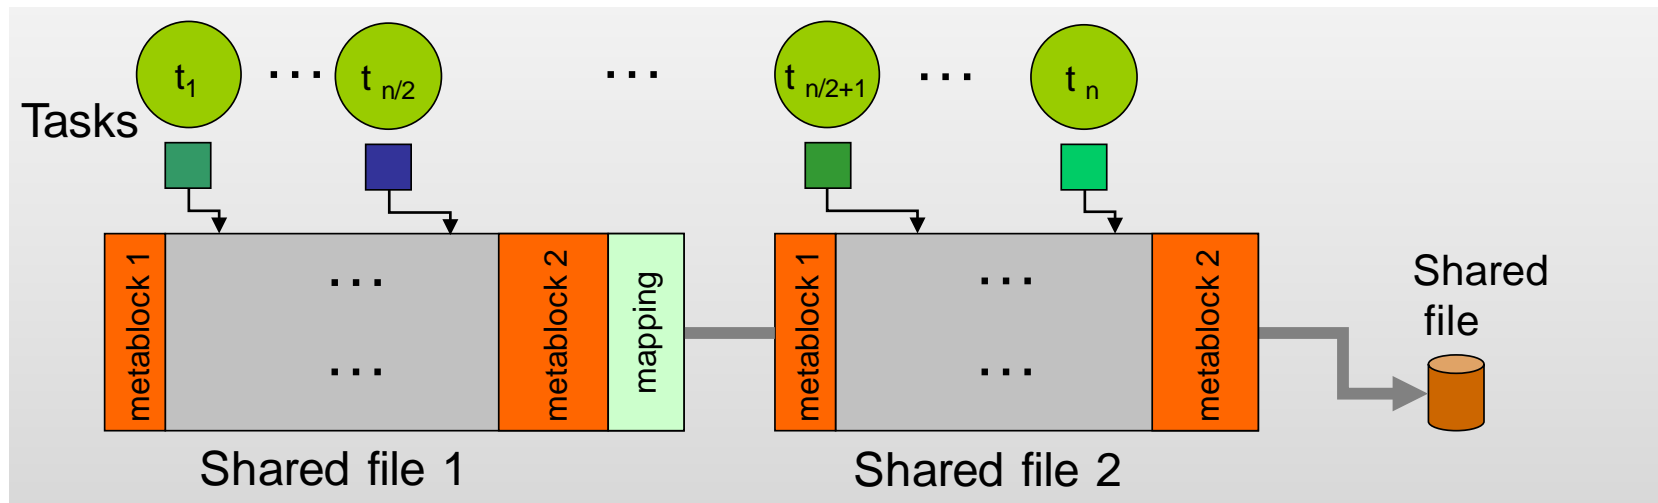 t1 ... t n/2 ... t n/2+1 ... t n
Tasks
metablock 1
...
...
metablock 2
mapping
metablock 1
...
...
metablock 2
Shared
file
Shared file 1
Shared file 2